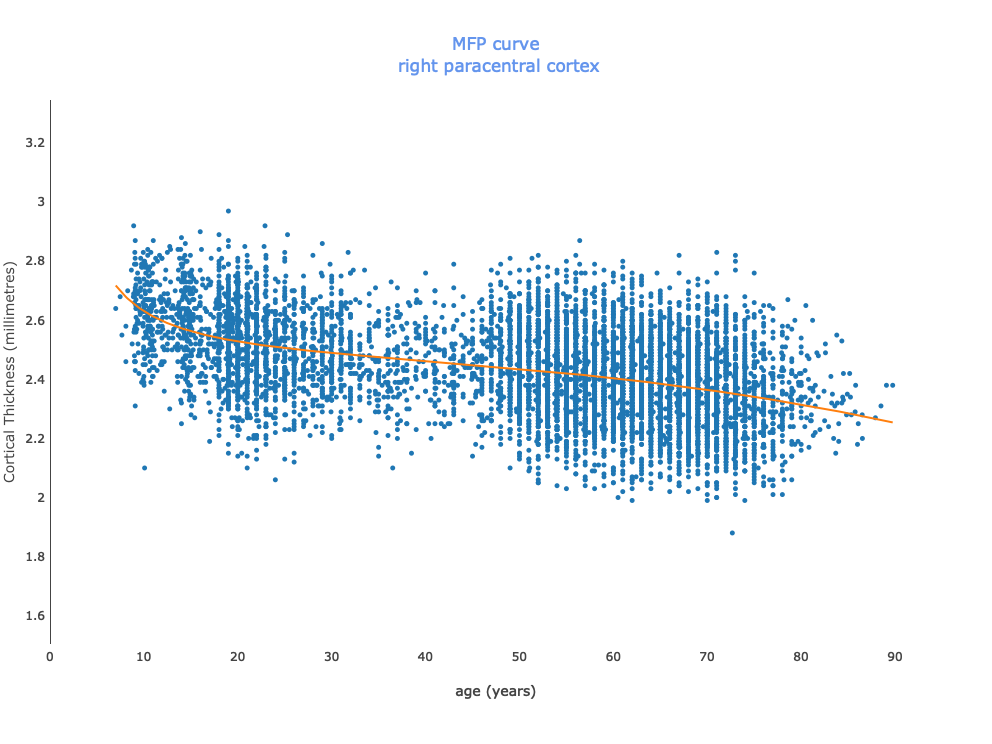 MFP curve
right paracentral cortex
Cortical Thickness (millimetres)
3.2
3
2.8
2.6
2.4
2.2
2
1.8
1.6
0 10 20 30 40 50 60 70 80 90
age (years)